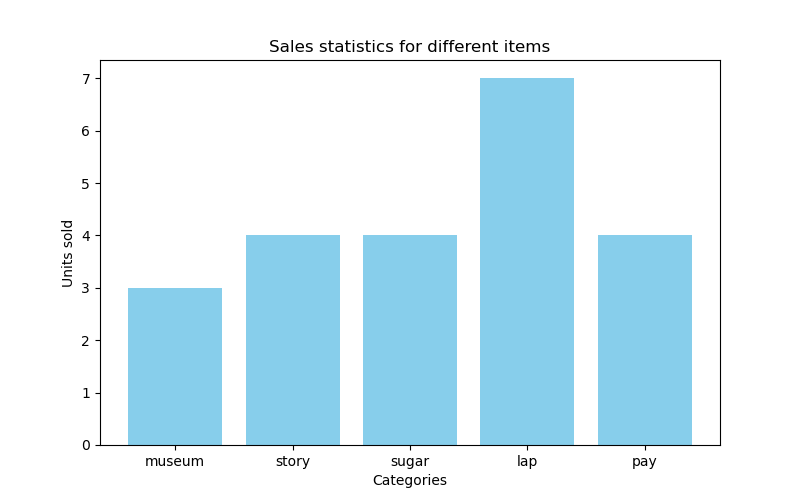 Sales statistics for different items
7
6
5
4
3
2
1
0
Units sold
museum story sugar lap pay
Categories